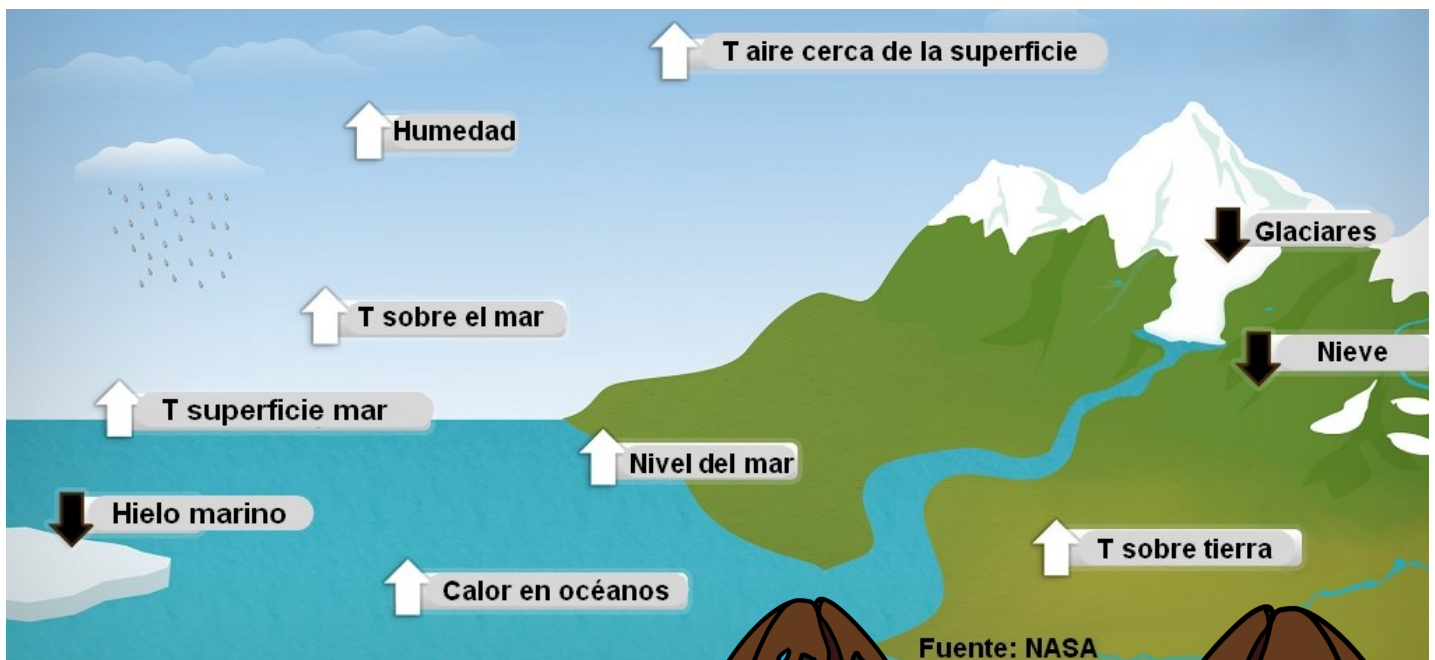 T aire cerca de la superficie
Humedad
Glaciares
T sobre el mar
Nieve
T superficie mar
Nivel del mar
Hielo marino
T sobre tierra
Calor en océanos
Fuente: NASA